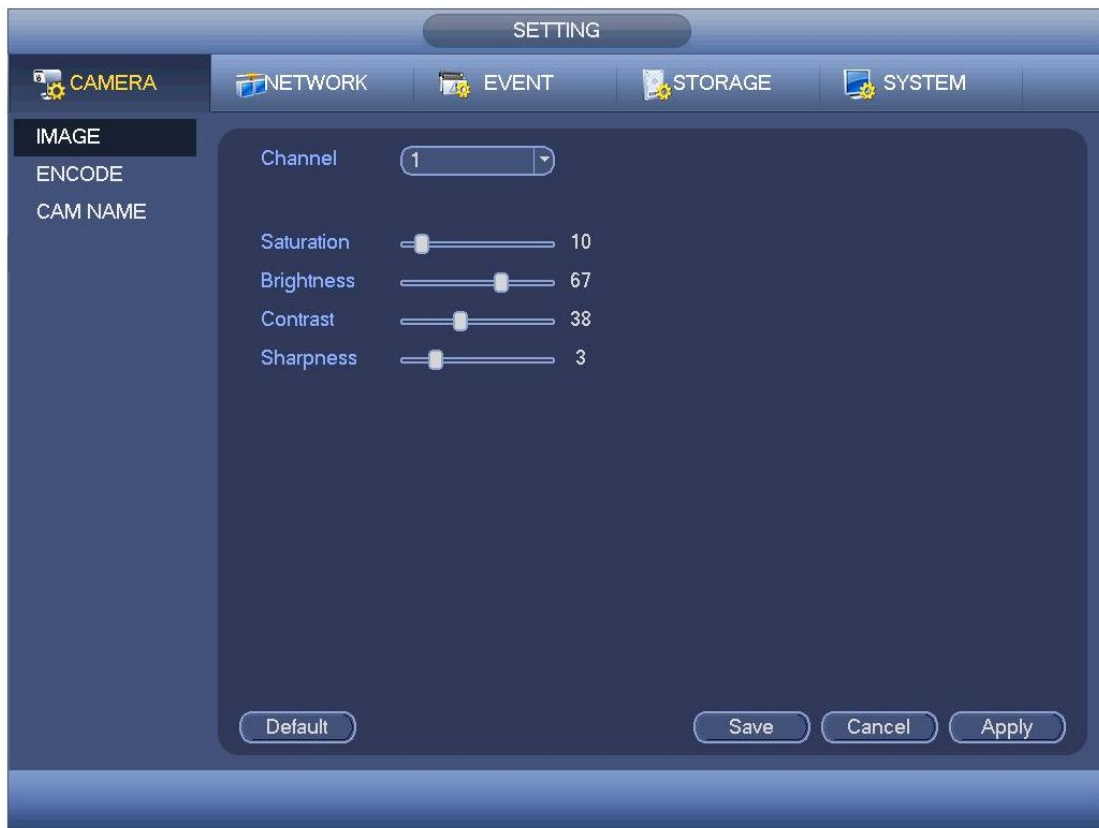 SETTING
CAMERA NETWORK EVENT STORAGE SYSTEM
IMAGE
ENCODE
CAM NAME
Channel 1
Saturation 10
Brightness 67
Contrast 38
Sharpness 3
Default Save Cancel Apply